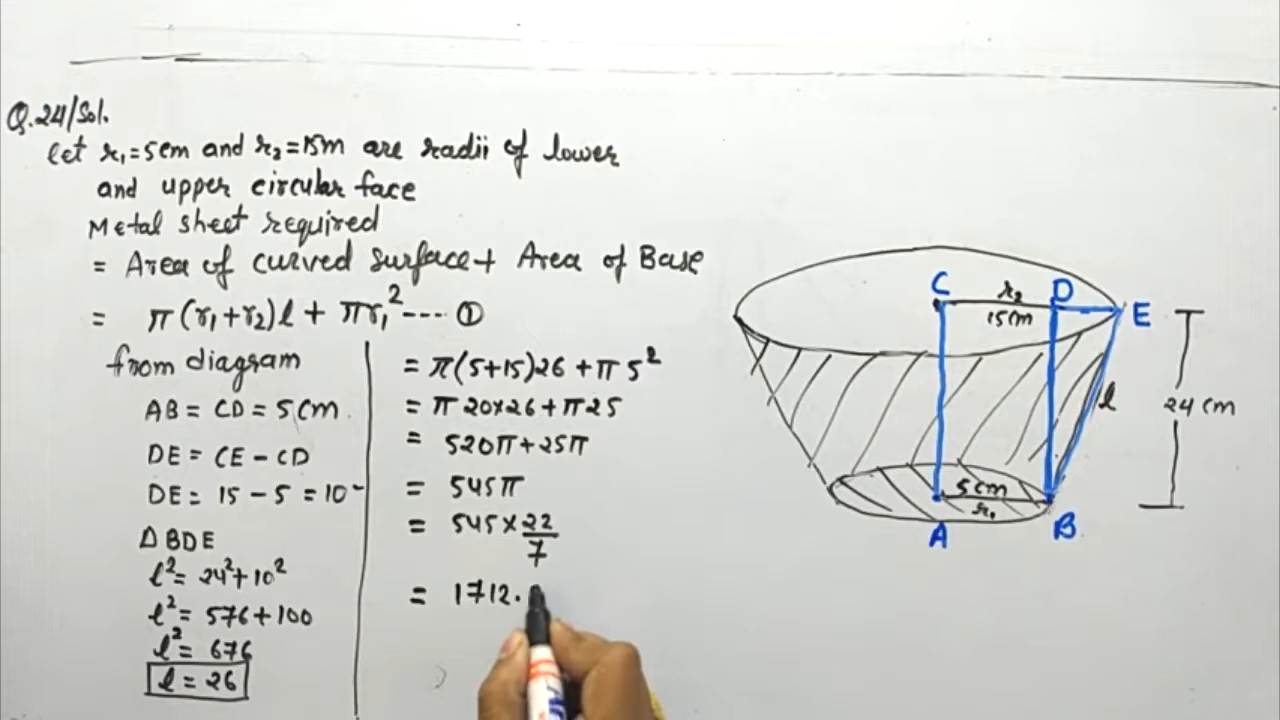 Q.24/Sol.
Let r₁=5cm and r₂=15m are radii of lower
and upper circular face
Metal sheet required
= Area of curved surface + Area of Base
= π(r₁+r₂)l + πr₁² ---- ①
from diagram
AB = CD = 5cm
DE = CE - CD
DE = 15 - 5 = 10
Δ BDE
l² = 24² + 10²
l² = 576 + 100
l² = 676
l = 26
= π(5+15)26 + π 5²
= π 20×26 + π 25
= 520π + 25π
= 545π
= 545 × 22/7
= 1712.
C r₂ D E
15cm
l
24 cm
5cm
r₁
A B